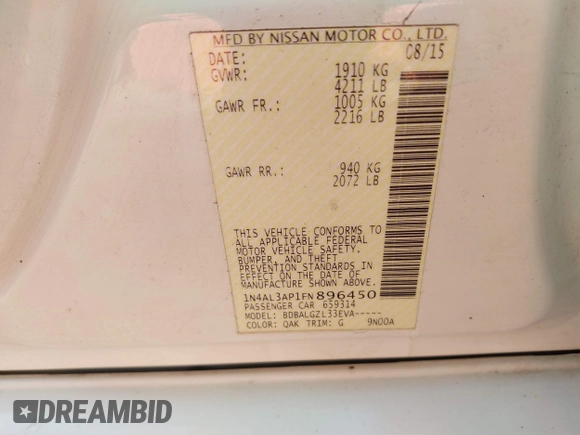 MFD BY NISSAN MOTOR CO., LTD.
DATE: 08/15
GVWR: 1910 KG
4211 LB
GAWR FR.: 1005 KG
2216 LB
GAWR RR.: 940 KG
2072 LB
THIS VEHICLE CONFORMS TO
ALL APPLICABLE FEDERAL
MOTOR VEHICLE SAFETY,
BUMPER, AND THEFT
PREVENTION STANDARDS IN
EFFECT ON THE DATE OF
MANUFACTURE SHOWN ABOVE.
1N4AL3AP1FN896450
PASSENGER CAR 659314
MODEL: BDBALGZL33EVA-----
COLOR: QAK TRIM: G 9N00A
DREAMBID